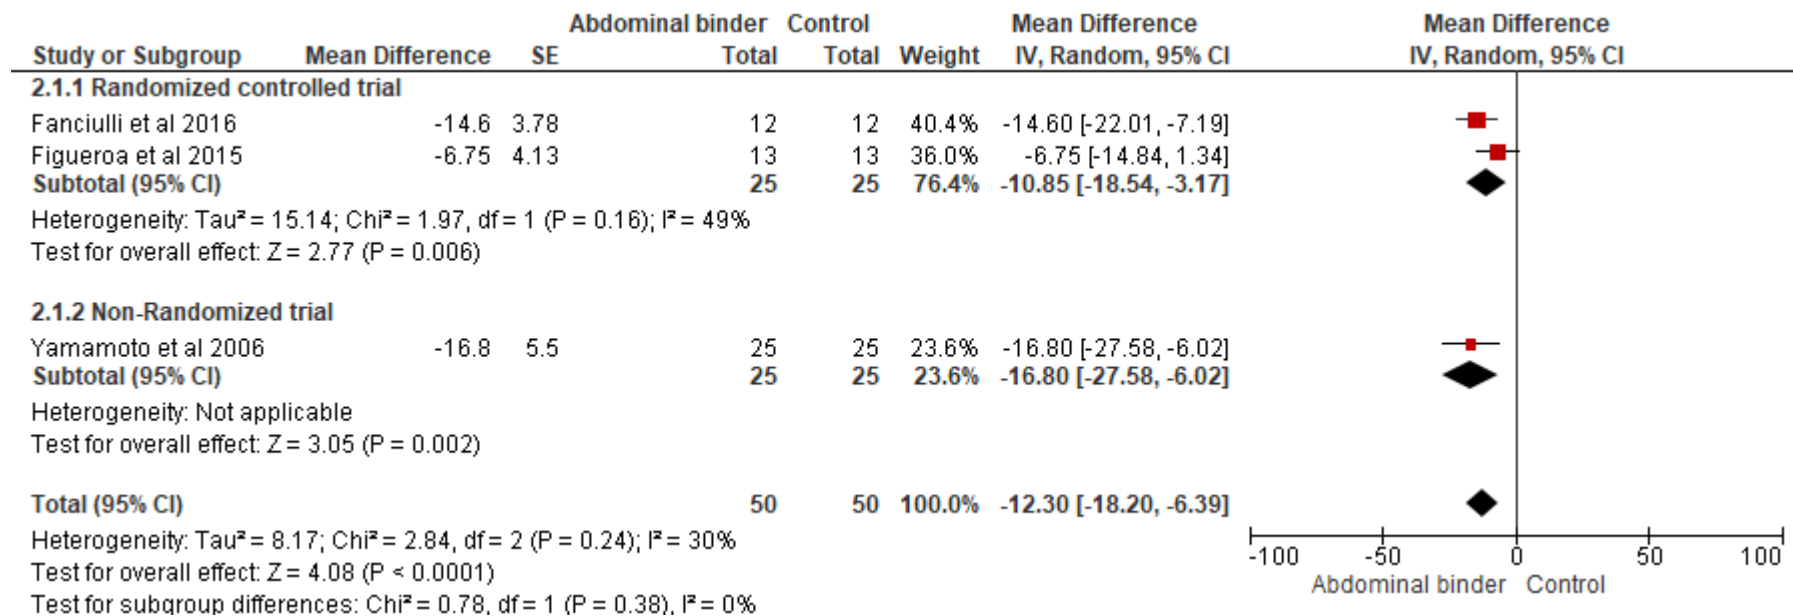 Abdominal binder Control Mean Difference Mean Difference
Study or Subgroup Mean Difference SE Total Total Weight IV, Random, 95% CI IV, Random, 95% CI
2.1.1 Randomized controlled trial
Fanciulli et al 2016 -14.6 3.78 12 12 40.4% -14.60 [-22.01, -7.19]
Figueroa et al 2015 -6.75 4.13 13 13 36.0% -6.75 [-14.84, 1.34]
Subtotal (95% CI) 25 25 76.4% -10.85 [-18.54, -3.17]
Heterogeneity: Tau² = 15.14; Chi² = 1.97, df = 1 (P = 0.16); I² = 49%
Test for overall effect: Z = 2.77 (P = 0.006)
2.1.2 Non-Randomized trial
Yamamoto et al 2006 -16.8 5.5 25 25 23.6% -16.80 [-27.58, -6.02]
Subtotal (95% CI) 25 25 23.6% -16.80 [-27.58, -6.02]
Heterogeneity: Not applicable
Test for overall effect: Z = 3.05 (P = 0.002)
Total (95% CI) 50 50 100.0% -12.30 [-18.20, -6.39]
Heterogeneity: Tau² = 8.17; Chi² = 2.84, df = 2 (P = 0.24); I² = 30%
Test for overall effect: Z = 4.08 (P < 0.0001)
Test for subgroup differences: Chi² = 0.78, df = 1 (P = 0.38), I² = 0%
-100 -50 0 50 100
Abdominal binder Control